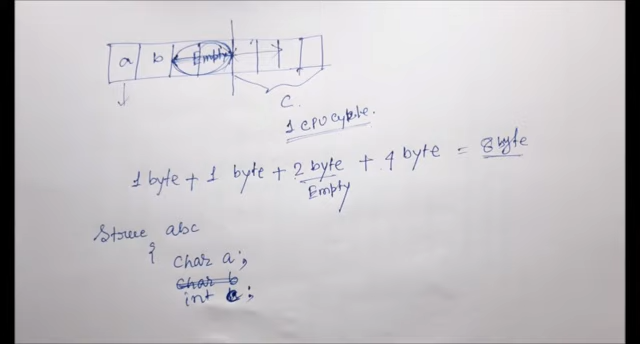 a b Empty
C
1 CPU Cycle.
1 byte + 1 byte + 2 byte + 4 byte = 8 byte
Empty
Struc abc
{
char a;
char b
int c;